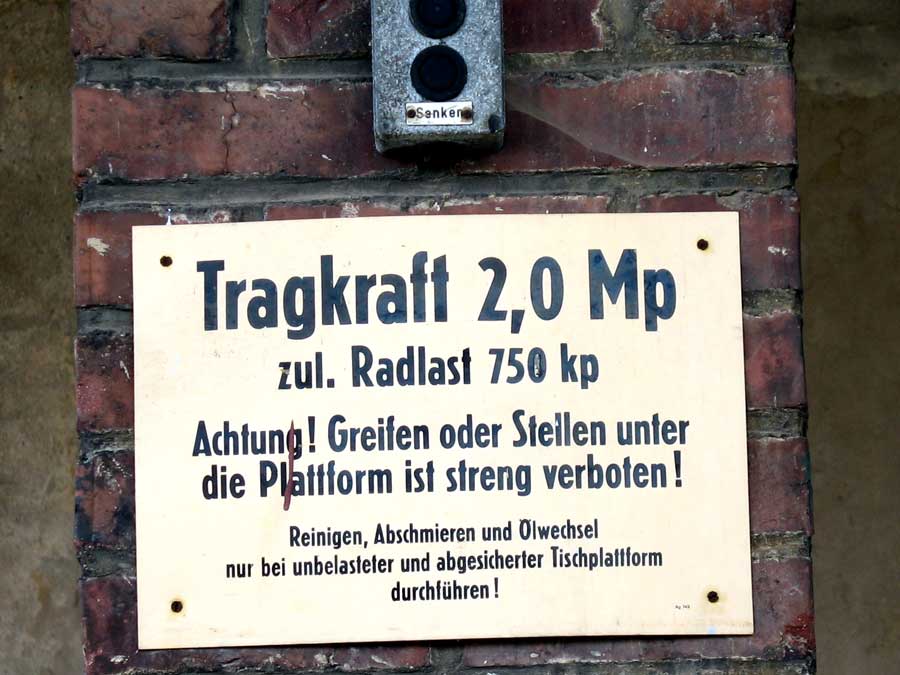 Senken
Tragkraft 2,0 Mp
zul. Radlast 750 kp
Achtung! Greifen oder Stellen unter
die Plattform ist streng verboten!
Reinigen, Abschmieren und Ölwechsel
nur bei unbelasteter und abgesicherter Tischplattform
durchführen!